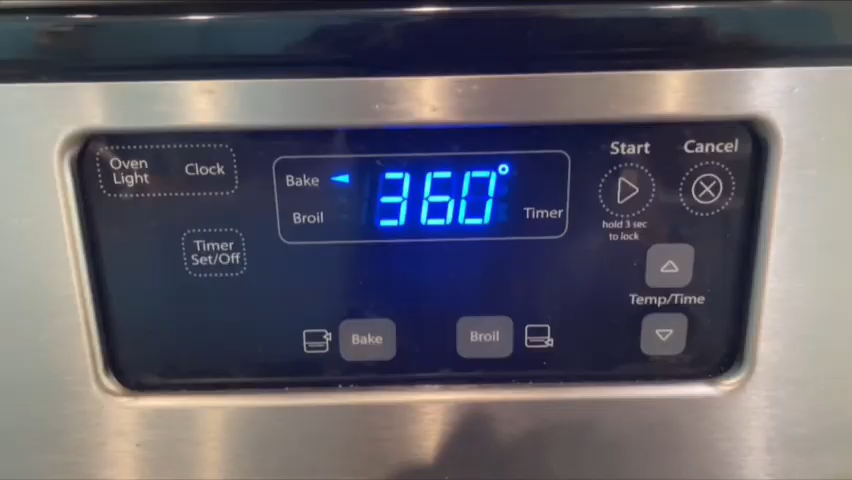 Oven Light
Clock
Timer Set/Off
Bake
Broil
360°
Timer
Start
hold 3 sec
to lock
Cancel
Temp/Time
Bake
Broil